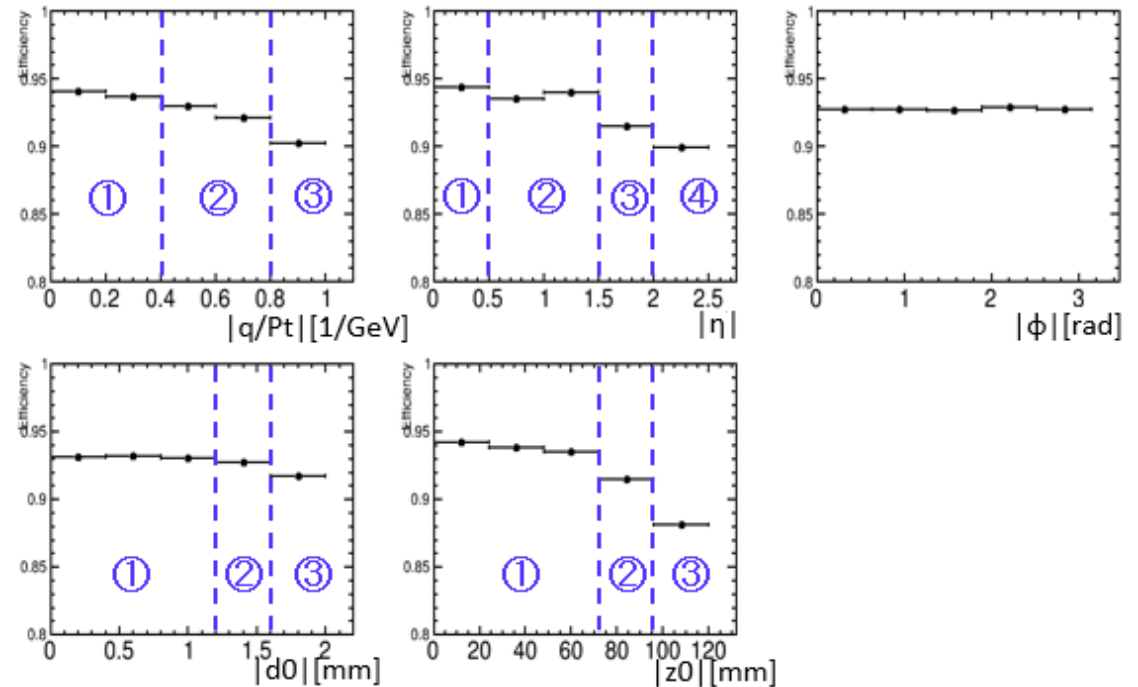 Efficiency
1
0.95
0.9
0.85
0.8
① ② ③
0 0.2 0.4 0.6 0.8 1
|q/Pt|[1/GeV]
Efficiency
1
0.95
0.9
0.85
0.8
① ② ③ ④
0 0.5 1 1.5 2 2.5
|η|
Efficiency
1
0.95
0.9
0.85
0.8
0 1 2 3
|ϕ|[rad]
Efficiency
1
0.95
0.9
0.85
0.8
① ② ③
0 0.5 1 1.5 2
|d0|[mm]
Efficiency
1
0.95
0.9
0.85
0.8
① ② ③
0 20 40 60 80 100 120
|z0|[mm]